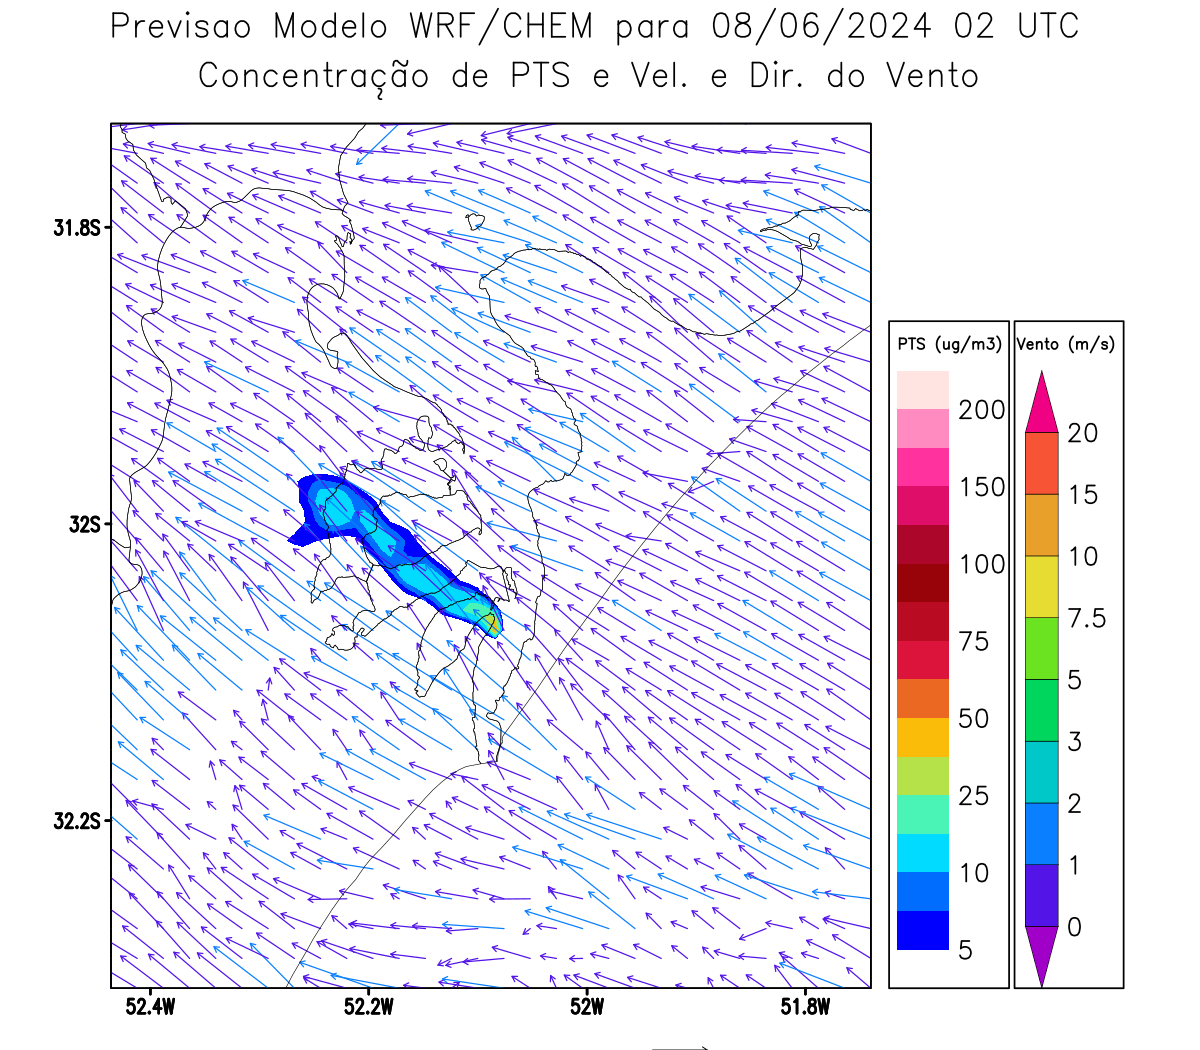 Previsao Modelo WRF/CHEM para 08/06/2024 02 UTC
Concentração de PTS e Vel. e Dir. do Vento
31.8S
32S
32.2S
52.4W
52.2W
52W
51.8W
PTS (ug/m3)
200
150
100
75
50
25
10
5
Vento (m/s)
20
15
10
7.5
5
3
2
1
0